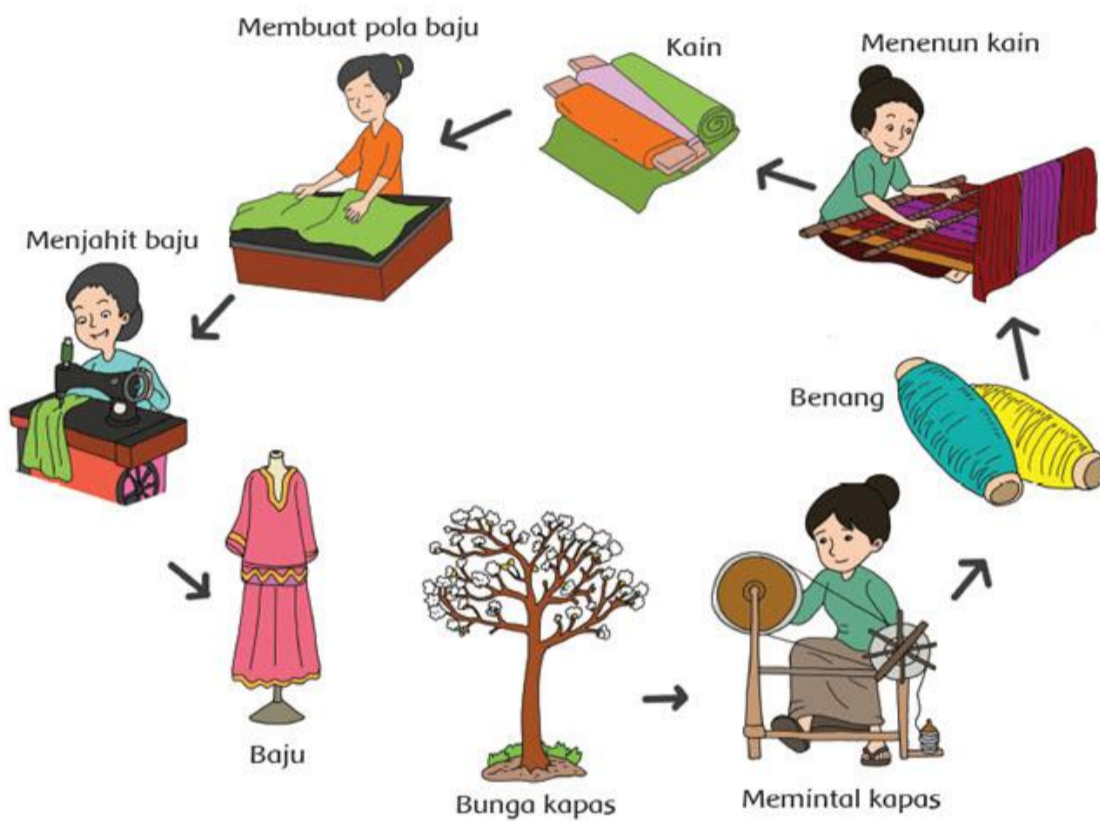 Membuat pola baju
Kain
Menenun kain
Menjahit baju
Benang
Baju
Bunga kapas
Memintal kapas